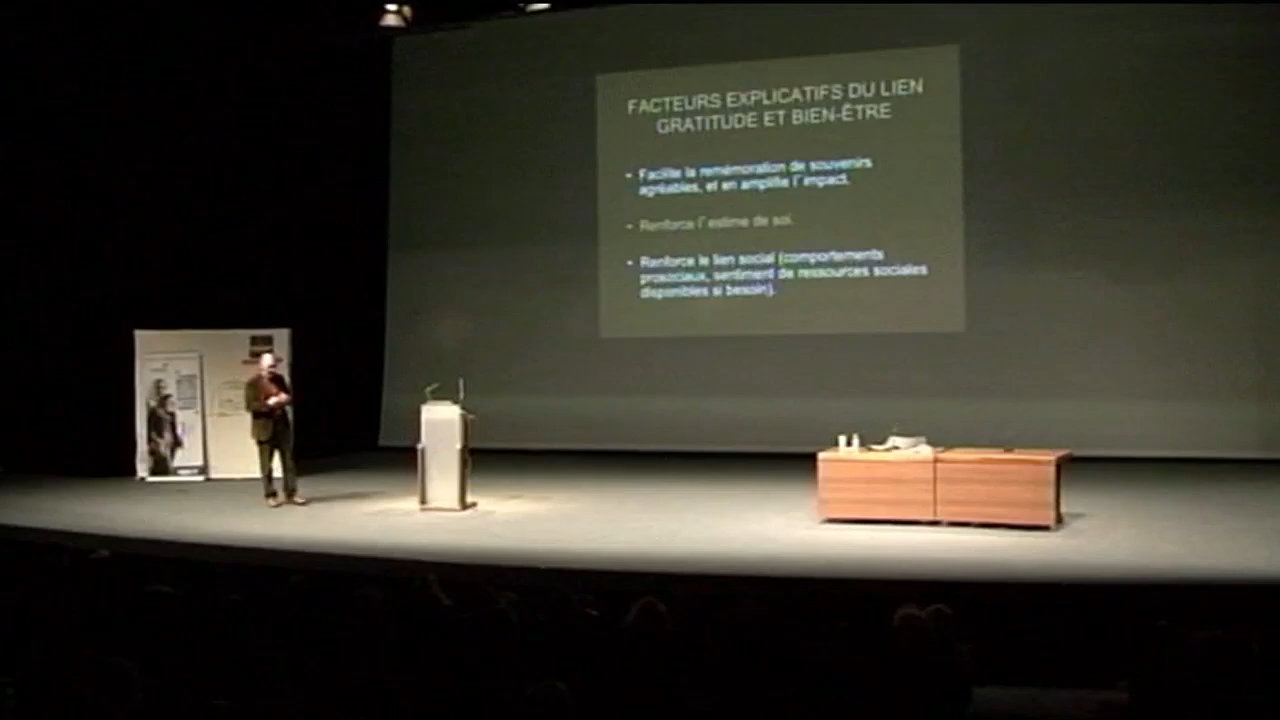 FACTEURS EXPLICATIFS DU LIEN
GRATITUDE ET BIEN-ÊTRE
• Facilite la remémoration de souvenirs
agréables, et en amplifie l'impact.
• Renforce l'estime de soi.
• Renforce le lien social (comportements
prosociaux, sentiment de ressources sociales
disponibles si besoin).